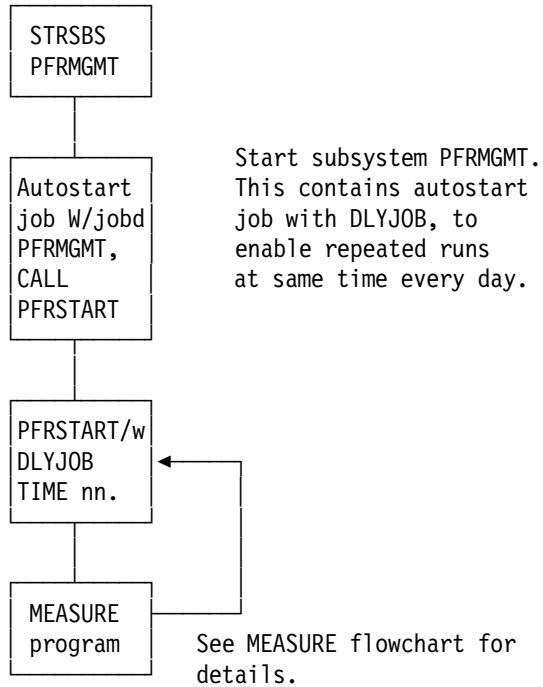 STRSBS
PFRMGMT
Autostart
job W/jobd
PFRMGMT,
CALL
PFRSTART
Start subsystem PFRMGMT.
This contains autostart
job with DLYJOB, to
enable repeated runs
at same time every day.
PFRSTART/w
DLYJOB
TIME nn.
MEASURE
program
See MEASURE flowchart for
details.